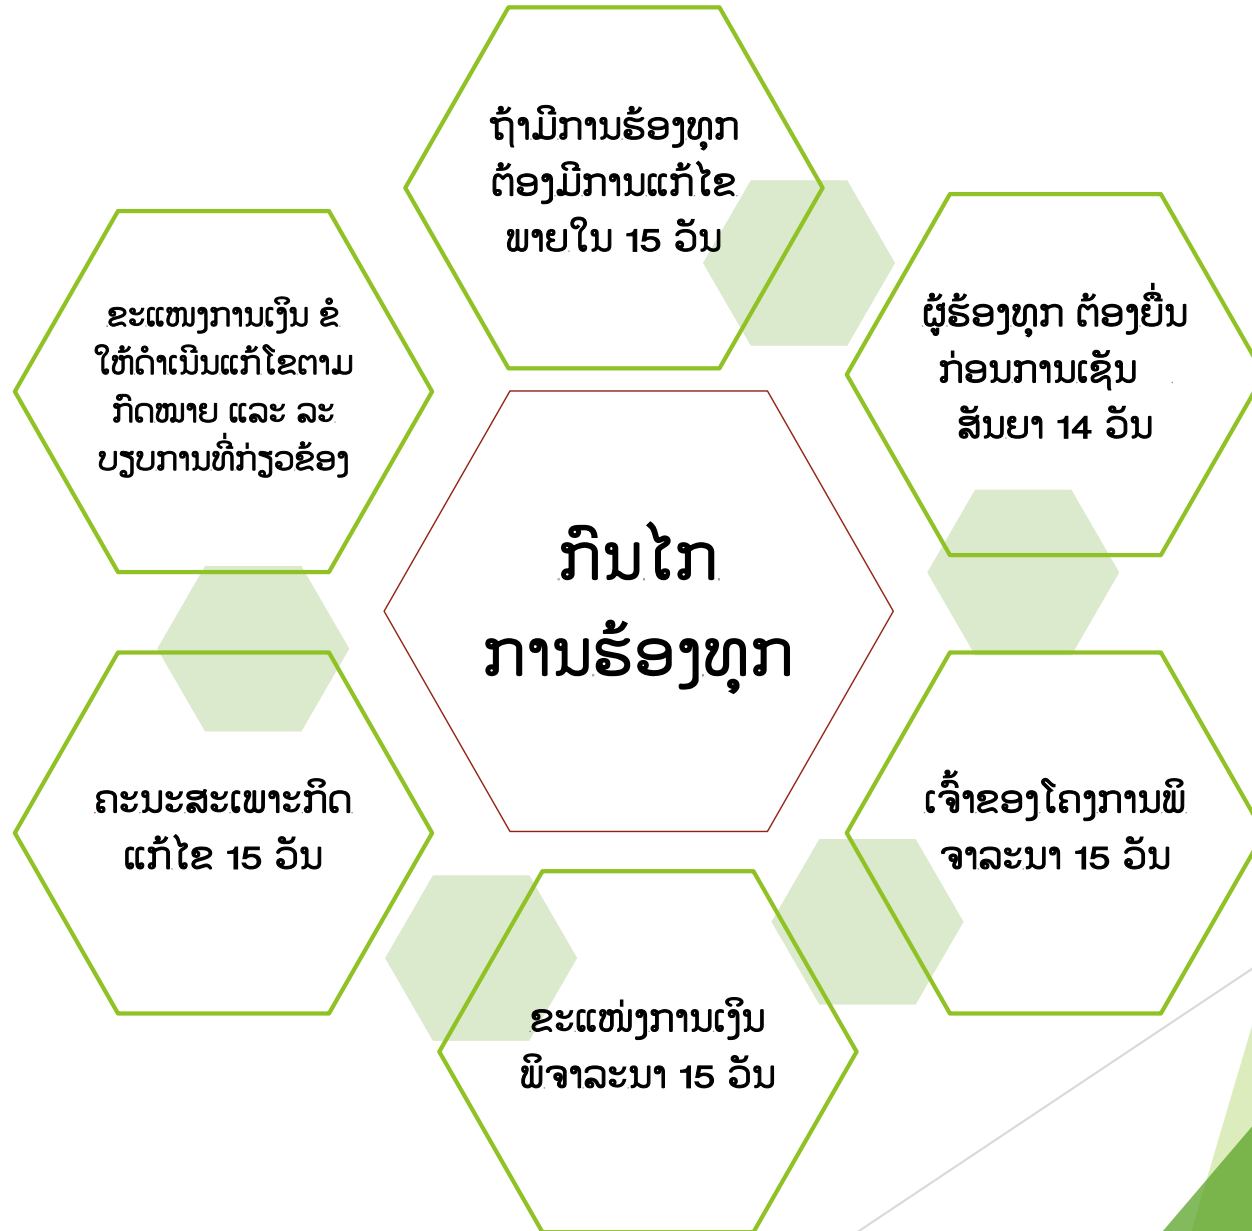 ຖ້າມີການຮ້ອງທຸກ
ຕ້ອງມີການແກ້ໄຂ
ພາຍໃນ 15 ວັນ
ຜູ້ຮ້ອງທຸກ ຕ້ອງຍື່ນ
ກ່ອນການເຊັນ
ສັນຍາ 14 ວັນ
ເຈົ້າຂອງໂຄງການພິ
ຈາລະນາ 15 ວັນ
ຂະແໜ່ງການເງິນ
ພິຈາລະນາ 15 ວັນ
ຄະນະສະເພາະກິດ
ແກ້ໄຂ 15 ວັນ
ຂະແໜງການເງິນ ຂໍ
ໃຫ້ດຳເນີນແກ້ໂຂຕາມ
ກົດໝາຍ ແລະ ລະ
ບຽບການທີ່ກ່ຽວຂ້ອງ
ກົນໄກ
ການຮ້ອງທຸກ